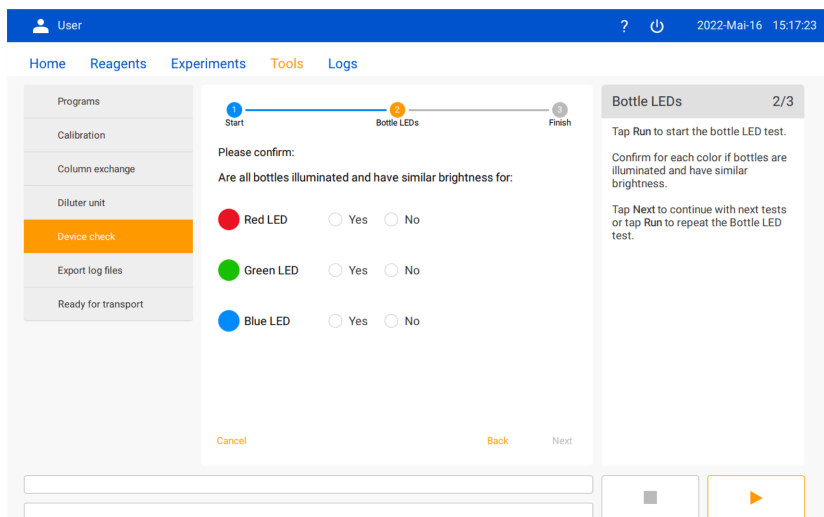 User
? 2022-Mai-16 15:17:23
Home Reagents Experiments Tools Logs
Programs
Calibration
Column exchange
Diluter unit
Device check
Export log files
Ready for transport
1 2 3
Start Bottle LEDs Finish
Please confirm:
Are all bottles illuminated and have similar brightness for:
Red LED Yes No
Green LED Yes No
Blue LED Yes No
Cancel Back Next
Bottle LEDs 2/3
Tap Run to start the bottle LED test.
Confirm for each color if bottles are
illuminated and have similar
brightness.
Tap Next to continue with next tests
or tap Run to repeat the Bottle LED
test.